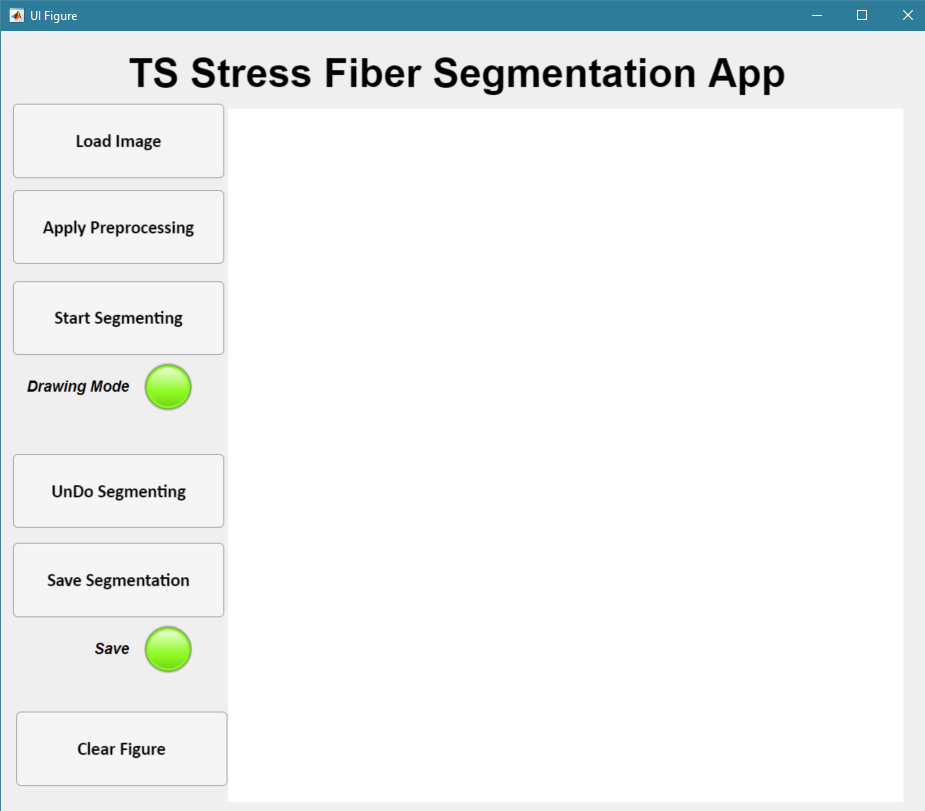 UI Figure
TS Stress Fiber Segmentation App
Load Image
Apply Preprocessing
Start Segmenting
Drawing Mode
UnDo Segmenting
Save Segmentation
Save
Clear Figure